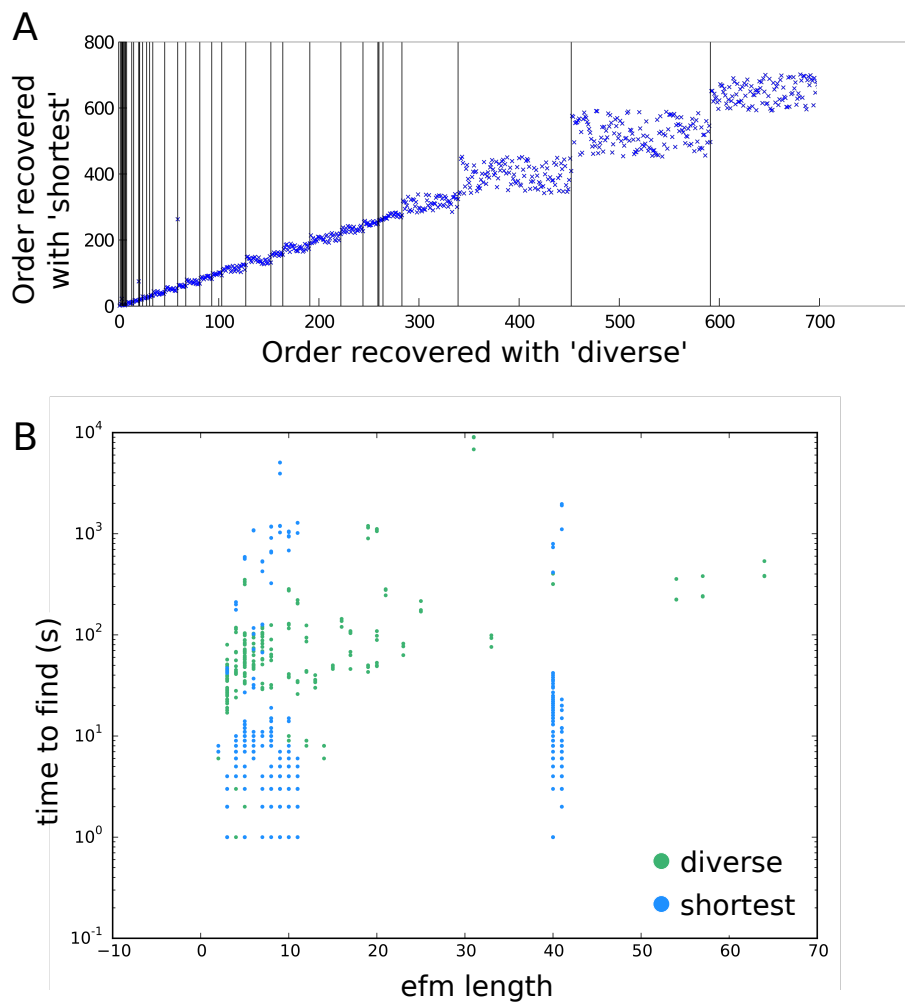 A
Order recovered
with 'shortest'
800
600
400
200
0
0 100 200 300 400 500 600 700
Order recovered with 'diverse'
B
time to find (s)
10^4
10^3
10^2
10^1
10^0
10^-1
−10 0 10 20 30 40 50 60 70
efm length
diverse
shortest